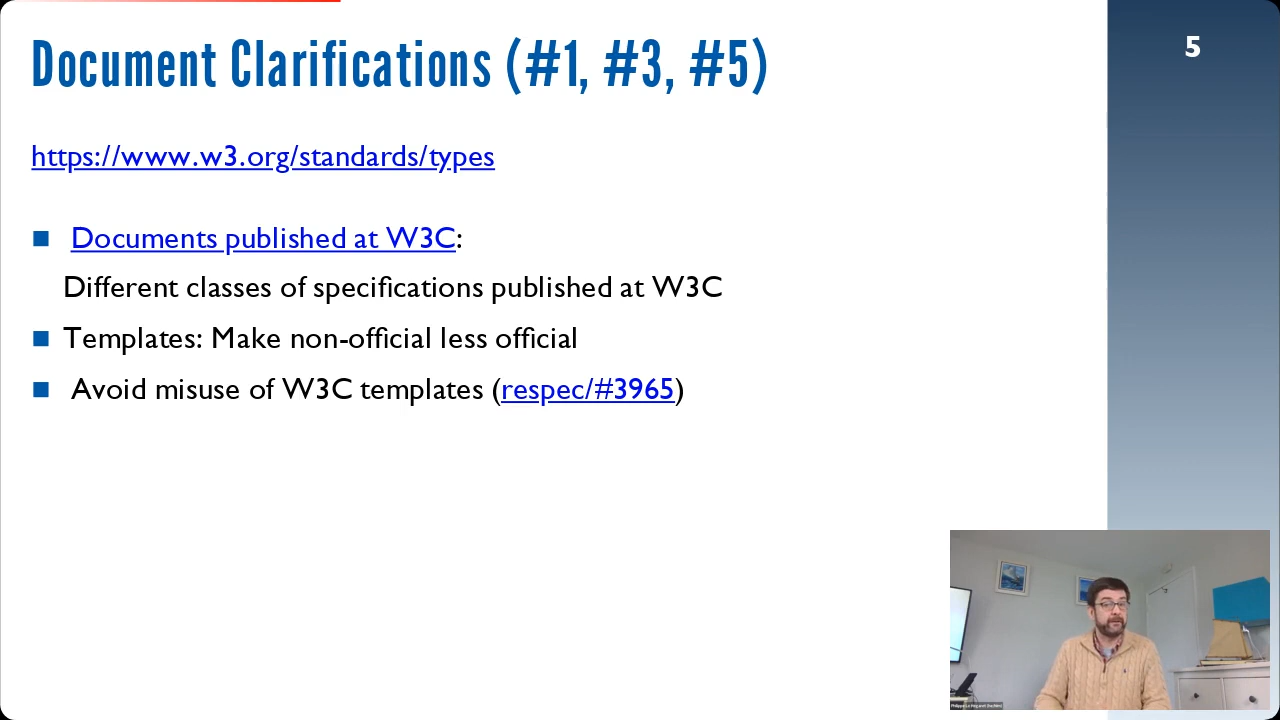 Document Clarifications (#1, #3, #5)
5
https://www.w3.org/standards/types
Documents published at W3C:
Different classes of specifications published at W3C
Templates: Make non-official less official
Avoid misuse of W3C templates (respec/#3965)